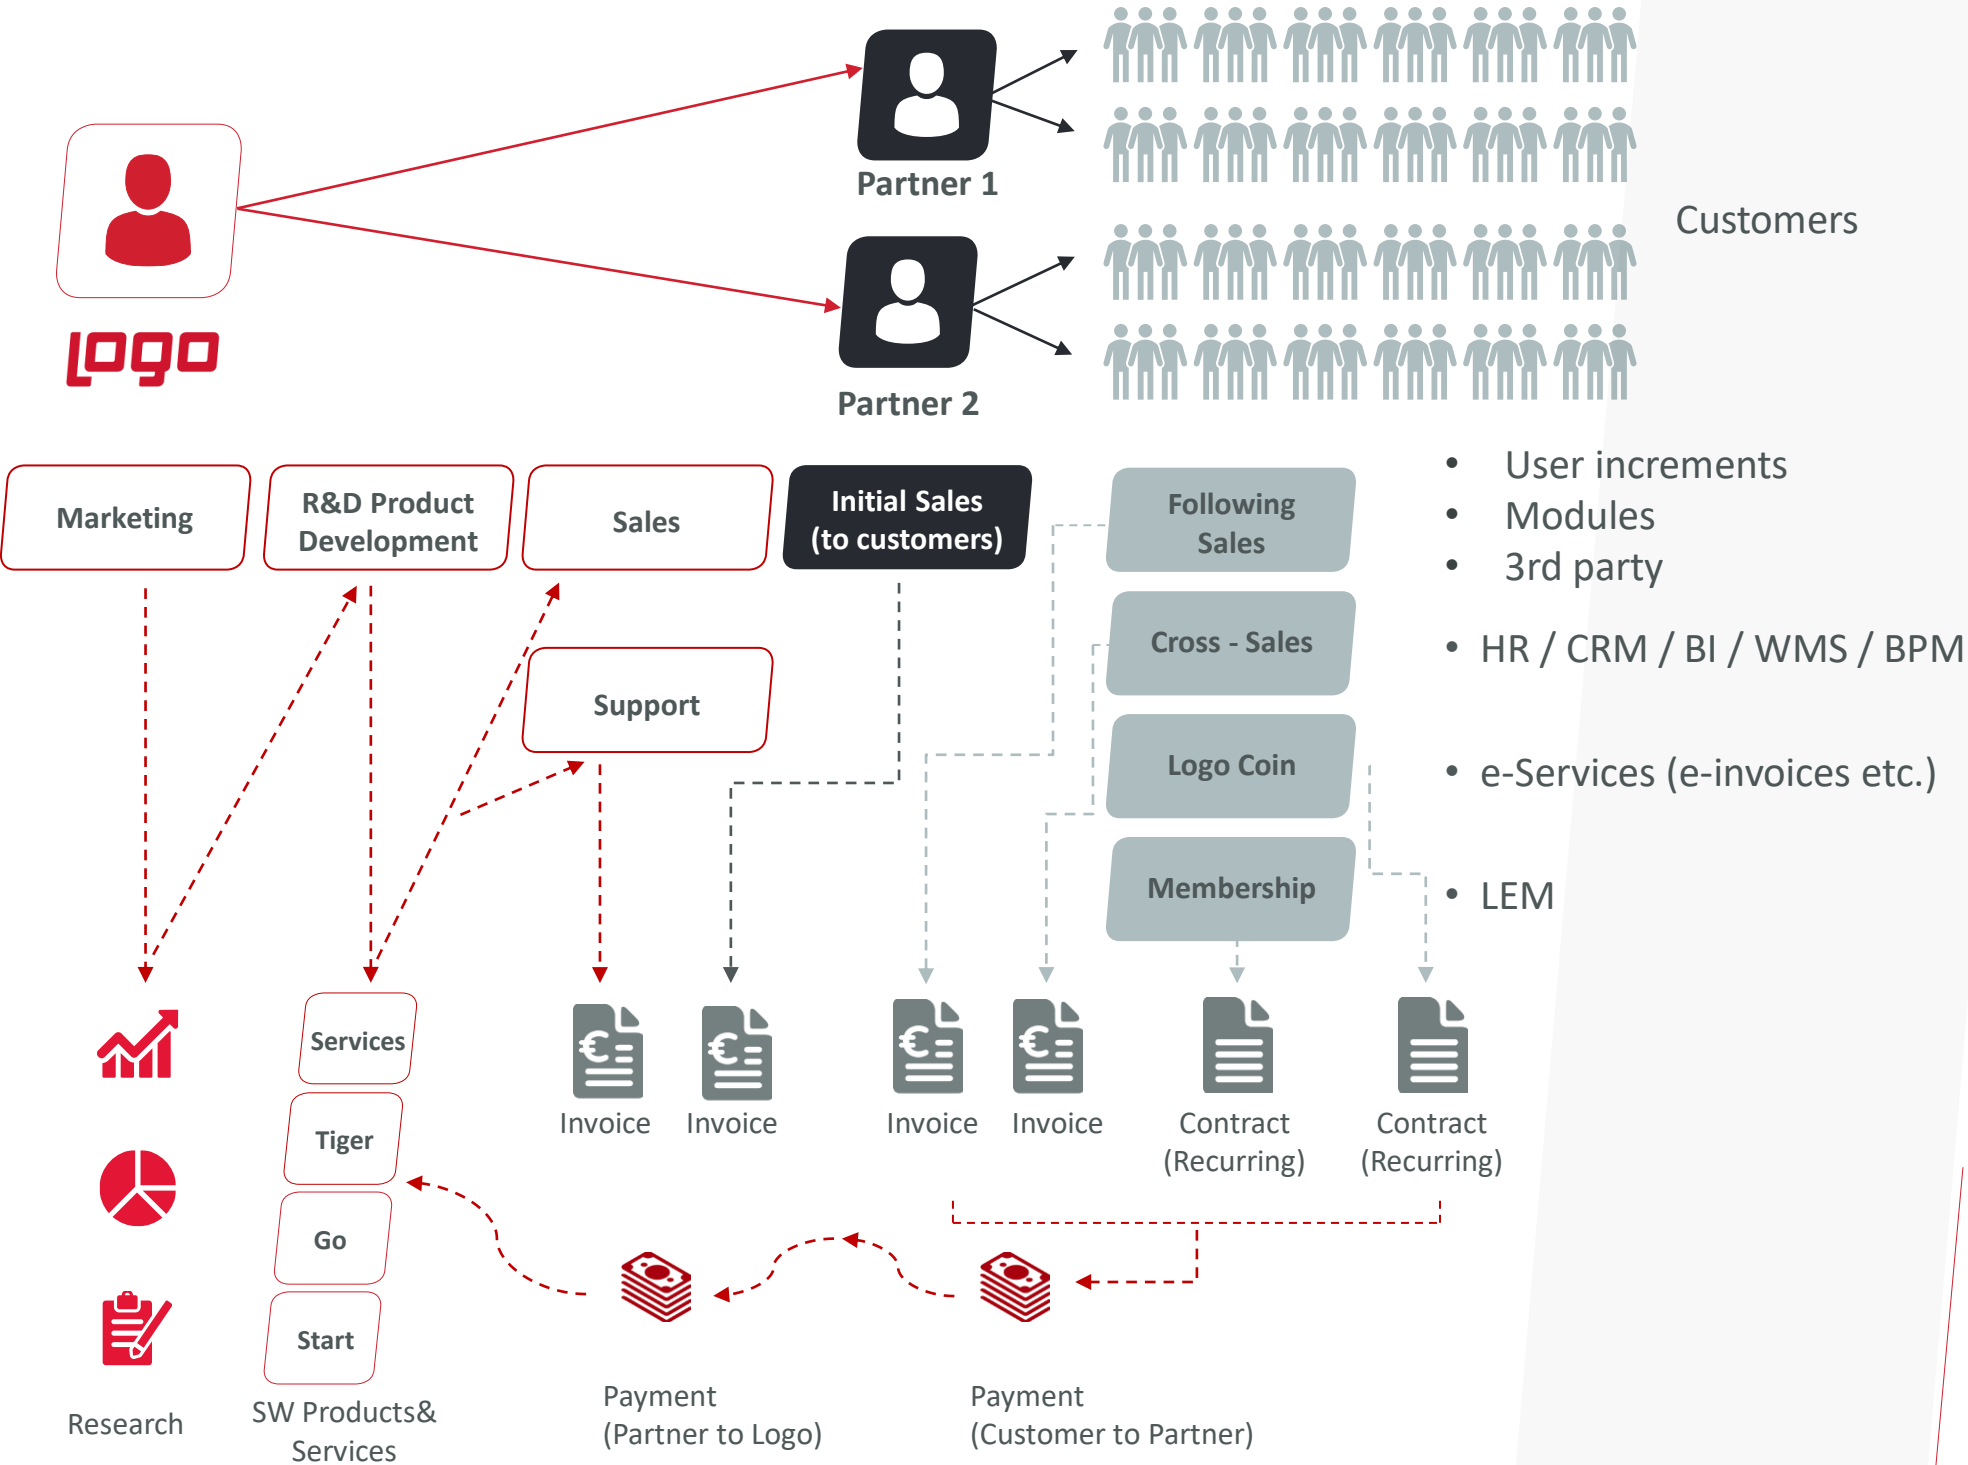 Partner 1
Customers
logo
Partner 2
Marketing
R&D Product
Development
Sales
Initial Sales
(to customers)
Following
Sales
• User increments
• Modules
• 3rd party
Support
Cross - Sales
• HR / CRM / BI / WMS / BPM
Logo Coin
• e-Services (e-invoices etc.)
Membership
• LEM
Services
Tiger
Go
Start
Invoice
Invoice
Invoice
Invoice
Contract
(Recurring)
Contract
(Recurring)
Research
SW Products&
Services
Payment
(Partner to Logo)
Payment
(Customer to Partner)